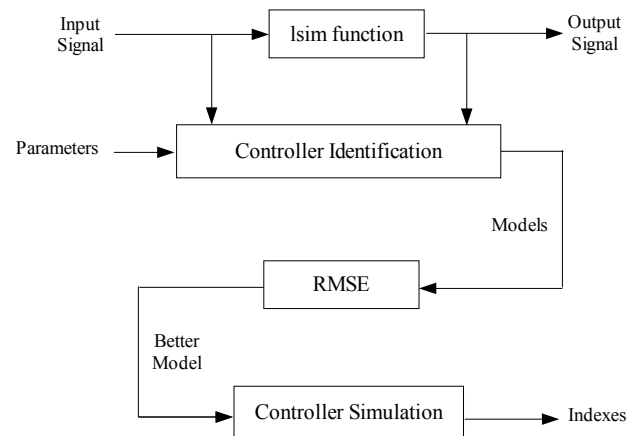 Input
Signal
lsim function
Output
Signal
Parameters
Controller Identification
Models
RMSE
Better
Model
Controller Simulation
Indexes